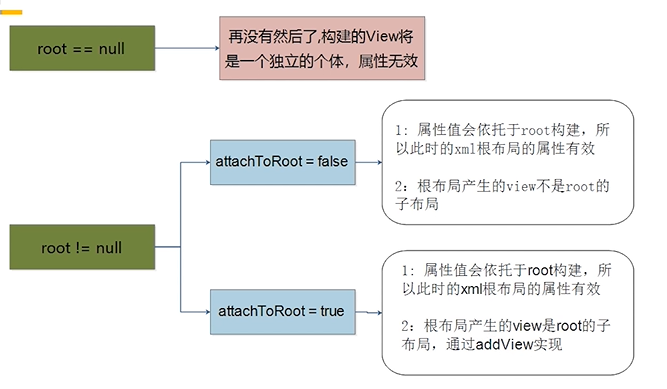 root == null
再没有然后了,构建的View将
是一个独立的个体，属性无效
root != null
attachToRoot = false
1: 属性值会依托于root构建，所
以此时的xml根布局的属性有效
2：根布局产生的view不是root的
子布局
attachToRoot = true
1: 属性值会依托于root构建，所
以此时的xml根布局的属性有效
2：根布局产生的view是root的子
布局，通过addView实现